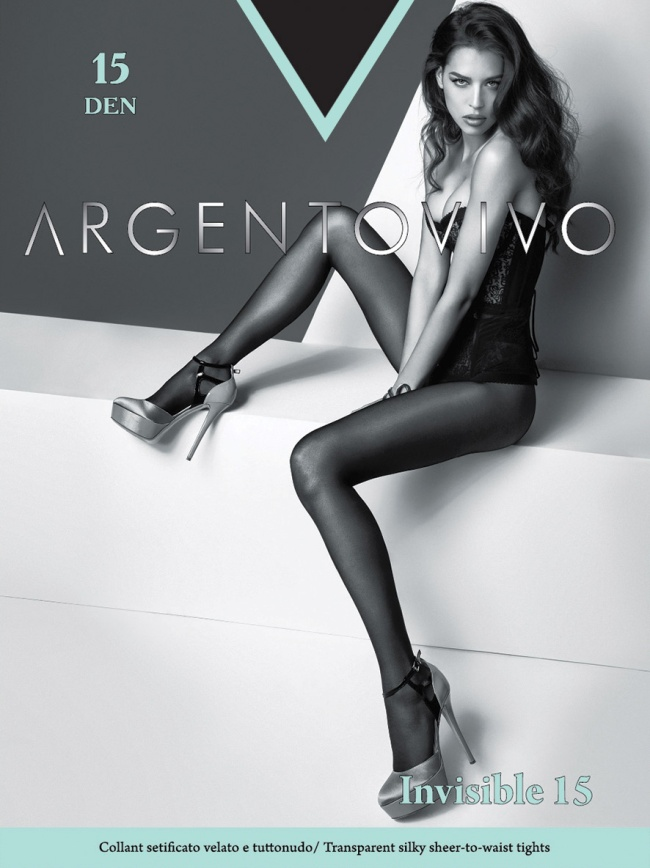 15
DEN
ARGENTOVIVO
Invisible 15
Collant setificato velato e tuttonudo/ Transparent silky sheer-to-waist tights